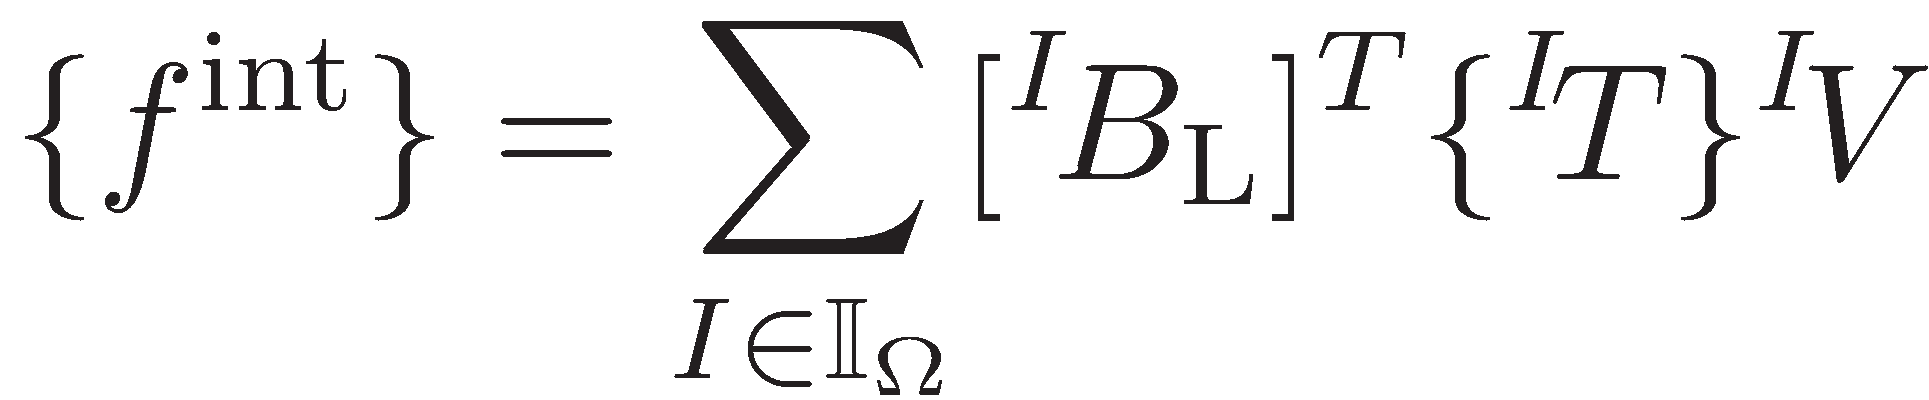 {f^int} = ∑_{I∈𝕀_Ω} [^I B_L]^T {^I T} ^I V